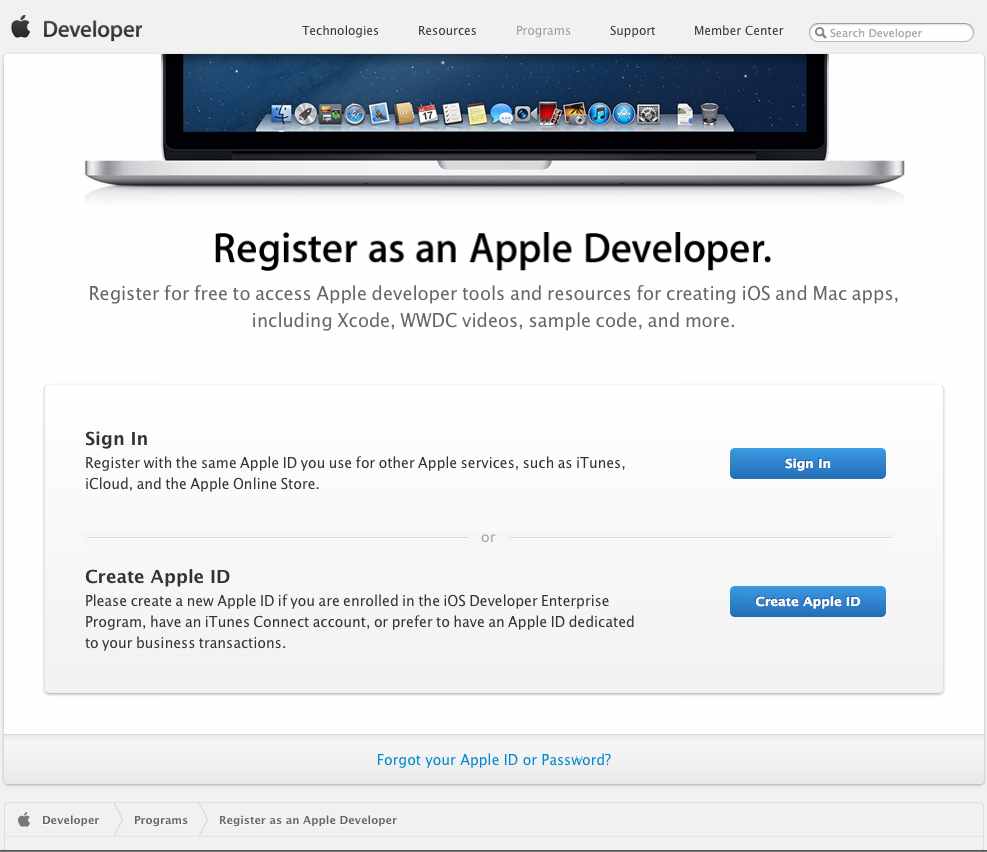 Developer
Technologies
Resources
Programs
Support
Member Center
Search Developer
17
Register as an Apple Developer.
Register for free to access Apple developer tools and resources for creating iOS and Mac apps,
including Xcode, WWDC videos, sample code, and more.
Sign In
Register with the same Apple ID you use for other Apple services, such as iTunes,
iCloud, and the Apple Online Store.
Sign In
or
Create Apple ID
Please create a new Apple ID if you are enrolled in the iOS Developer Enterprise
Program, have an iTunes Connect account, or prefer to have an Apple ID dedicated
to your business transactions.
Create Apple ID
Forgot your Apple ID or Password?
Developer
Programs
Register as an Apple Developer